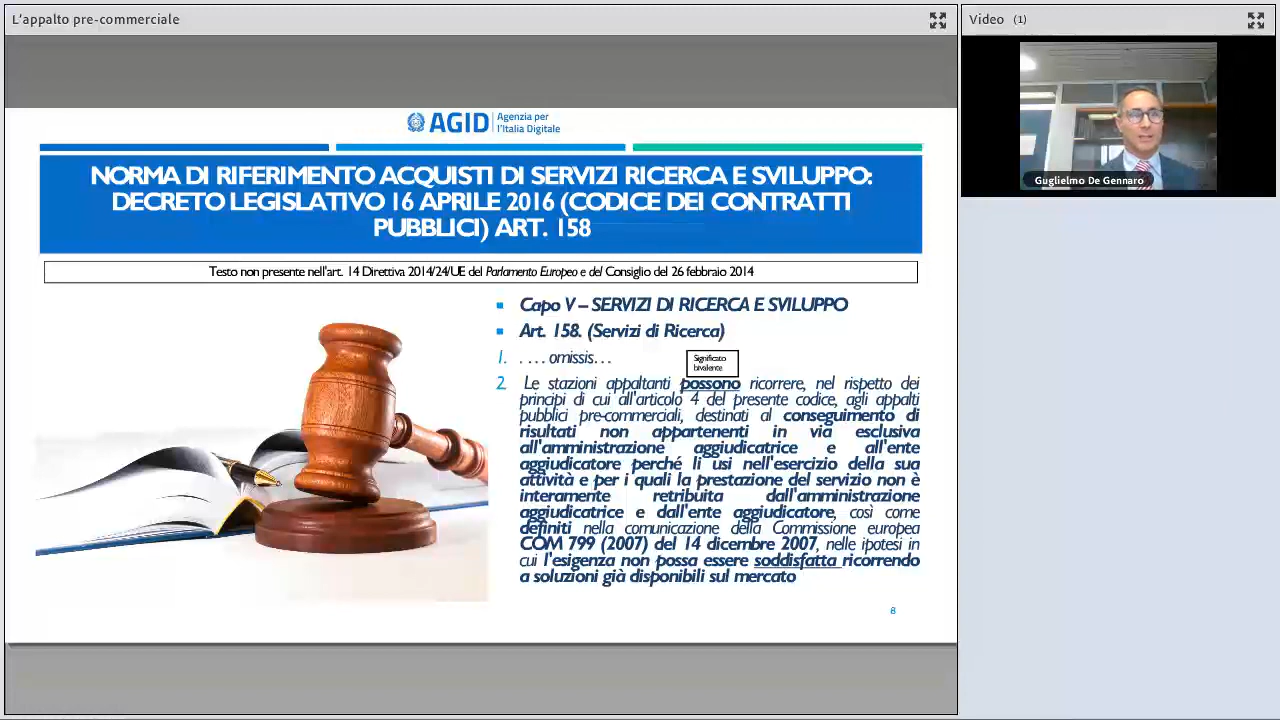 L'appalto pre-commerciale
Video (1)
Guglielmo De Gennaro
AGID Agenzia per
l'Italia Digitale
NORMA DI RIFERIMENTO ACQUISTI DI SERVIZI RICERCA E SVILUPPO:
DECRETO LEGISLATIVO 16 APRILE 2016 (CODICE DEI CONTRATTI
PUBBLICI) ART. 158
Testo non presente nell'art. 14 Direttiva 2014/24/UE del Parlamento Europeo e del Consiglio del 26 febbraio 2014
Capo V – SERVIZI DI RICERCA E SVILUPPO
Art. 158. (Servizi di Ricerca)
1. . … omissis…
Significato
bivalente
2 Le stazioni appaltanti possono ricorrere, nel rispetto dei
principi di cui all'articolo 4 del presente codice, agli appalti
pubblici pre-commerciali, destinati al conseguimento di
risultati non appartenenti in via esclusiva
all'amministrazione aggiudicatrice e all'ente
aggiudicatore perché li usi nell'esercizio della sua
attività e per i quali la prestazione del servizio non è
interamente retribuita dall'amministrazione
aggiudicatrice e dall'ente aggiudicatore, così come
definiti nella comunicazione della Commissione europea
COM 799 (2007) del 14 dicembre 2007, nelle ipotesi in
cui l'esigenza non possa essere soddisfatta ricorrendo
a soluzioni già disponibili sul mercato
8